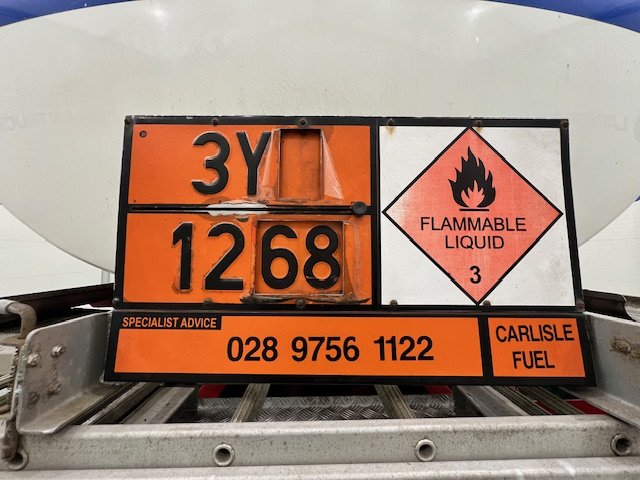 3Y
1268
FLAMMABLE
LIQUID
3
SPECIALIST ADVICE
028 9756 1122
CARLISLE
FUEL